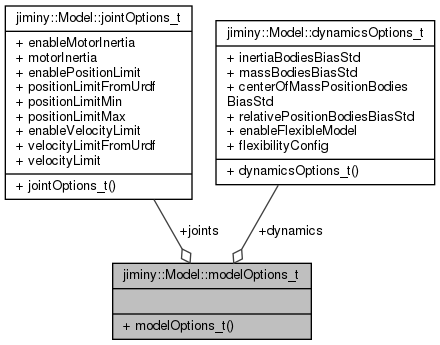 jiminy::Model::jointOptions_t
+ enableMotorInertia
+ motorInertia
+ enablePositionLimit
+ positionLimitFromUrdf
+ positionLimitMin
+ positionLimitMax
+ enableVelocityLimit
+ velocityLimitFromUrdf
+ velocityLimit
+ jointOptions_t()
jiminy::Model::dynamicsOptions_t
+ inertiaBodiesBiasStd
+ massBodiesBiasStd
+ centerOfMassPositionBodies
BiasStd
+ relativePositionBodiesBiasStd
+ enableFlexibleModel
+ flexibilityConfig
+ dynamicsOptions_t()
+joints
+dynamics
jiminy::Model::modelOptions_t
+ modelOptions_t()